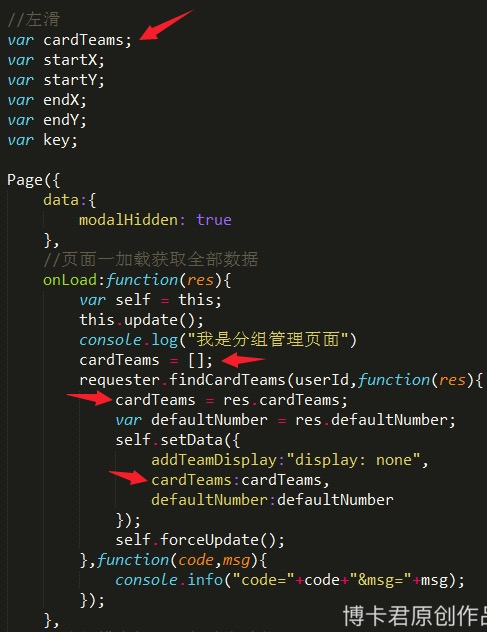 //左滑
var cardTeams;
var startX;
var startY;
var endX;
var endY;
var key;
Page({
data:{
modalHidden: true
},
//页面一加载获取全部数据
onLoad:function(res){
var self = this;
this.update();
console.log("我是分组管理页面")
cardTeams = [];
requester.findCardTeams(userId,function(res){
cardTeams = res.cardTeams;
var defaultNumber = res.defaultNumber;
self.setData({
addTeamDisplay:"display: none",
cardTeams:cardTeams,
defaultNumber:defaultNumber
});
self.forceUpdate();
},function(code,msg){
console.info("code="+code+"&msg="+msg);
});
},
博卡君原创作品